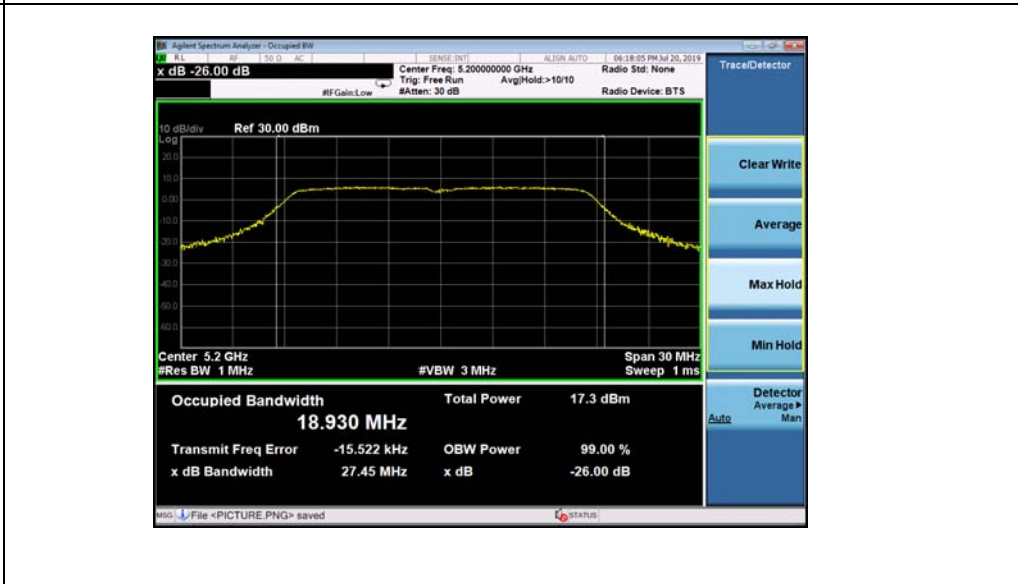 Agilent Spectrum Analyzer - Occupied BW
RL RF 50 Ω AC SENSE:INT ALIGN AUTO 06:18:05 PM Jul 20, 2019
x dB -26.00 dB Center Freq: 5.200000000 GHz Radio Std: None
Trig: Free Run Avg|Hold:>10/10
#IFGain:Low #Atten: 30 dB Radio Device: BTS
Trace/Detector
10 dB/div Ref 30.00 dBm
Log
20.0
10.0
0.00
-10.0
-20.0
-30.0
-40.0
-50.0
-60.0
Center 5.2 GHz Span 30 MHz
#Res BW 1 MHz #VBW 3 MHz Sweep 1 ms
Occupied Bandwidth Total Power 17.3 dBm
18.930 MHz
Transmit Freq Error -15.522 kHz OBW Power 99.00 %
x dB Bandwidth 27.45 MHz x dB -26.00 dB
Clear Write
Average
Max Hold
Min Hold
Detector
Average▶
Auto Man
MSG File <PICTURE.PNG> saved STATUS